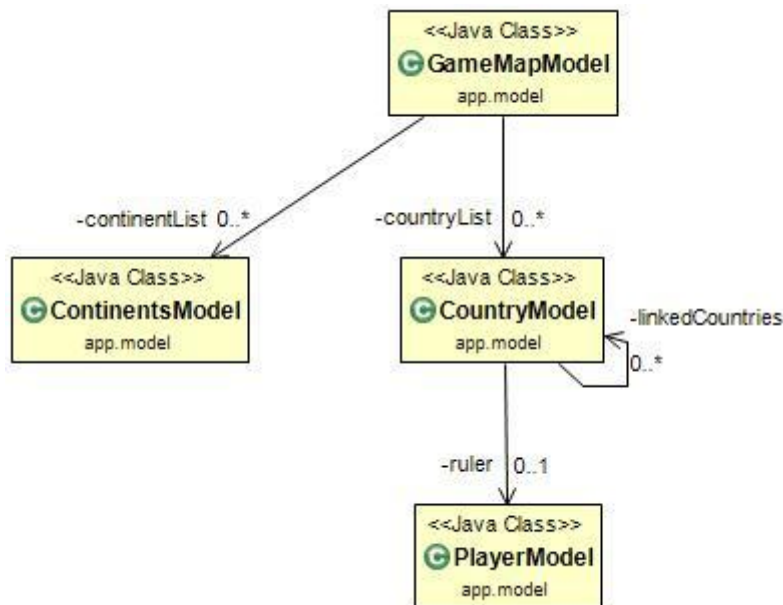 <<Java Class>>
C GameMapModel
app.model
-continentList 0..*
-countryList 0..*
<<Java Class>>
C ContinentsModel
app.model
<<Java Class>>
C CountryModel
app.model
-linkedCountries
0..*
-ruler 0..1
<<Java Class>>
C PlayerModel
app.model